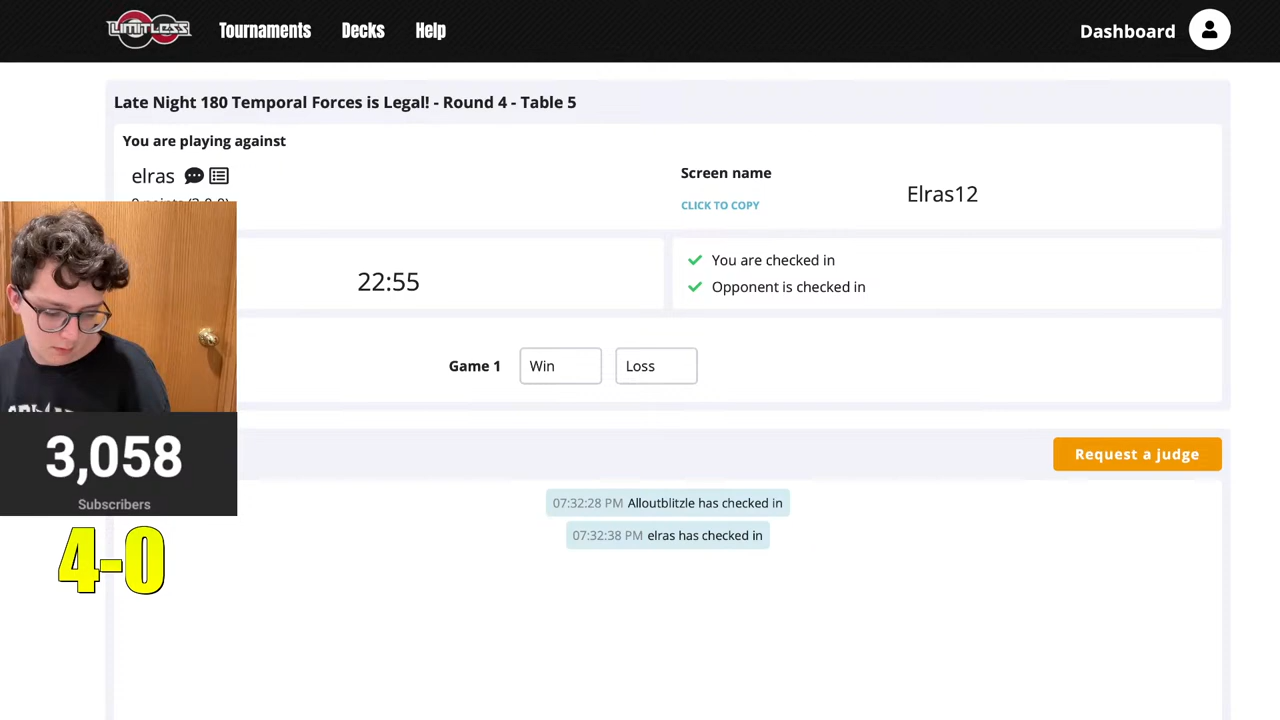 LIMITLESS
Tournaments
Decks
Help
Dashboard
Late Night 180 Temporal Forces is Legal! - Round 4 - Table 5
You are playing against
elras
Screen name
CLICK TO COPY
Elras12
22:55
You are checked in
Opponent is checked in
Game 1
Win
Loss
3,058
Subscribers
4-0
Request a judge
07:32:28 PM Alloutblitzle has checked in
07:32:38 PM elras has checked in